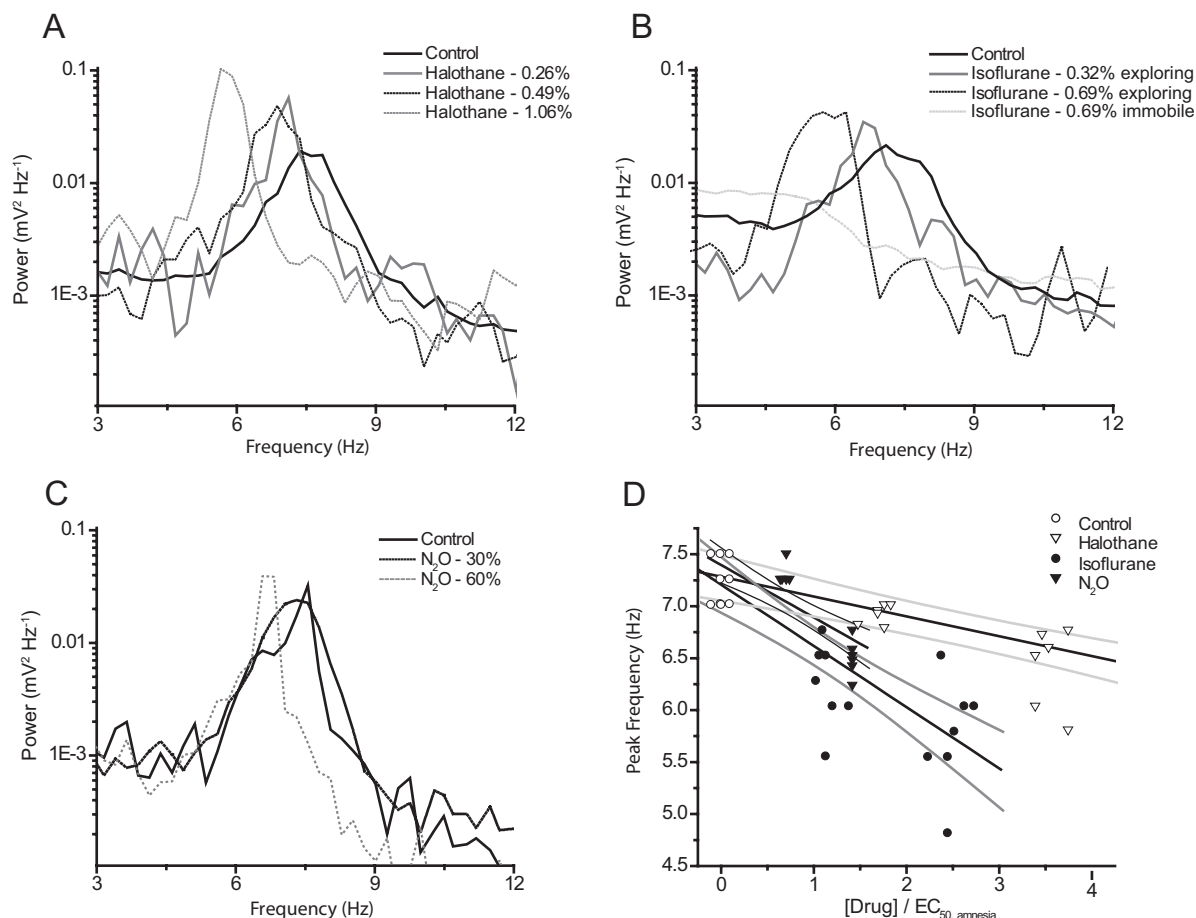 A
Control
Halothane - 0.26%
Halothane - 0.49%
Halothane - 1.06%
0.1
0.01
1E-3
Power (mV² Hz⁻¹)
3 6 9 12
Frequency (Hz)
B
Control
Isoflurane - 0.32% exploring
Isoflurane - 0.69% exploring
Isoflurane - 0.69% immobile
0.1
0.01
1E-3
Power (mV² Hz⁻¹)
3 6 9 12
Frequency (Hz)
C
Control
N₂O - 30%
N₂O - 60%
0.1
0.01
1E-3
Power (mV² Hz⁻¹)
3 6 9 12
Frequency (Hz)
D
Control
Halothane
Isoflurane
N₂O
7.5
7.0
6.5
6.0
5.5
5.0
4.5
Peak Frequency (Hz)
0 1 2 3 4
[Drug] / EC₅₀, amnesia